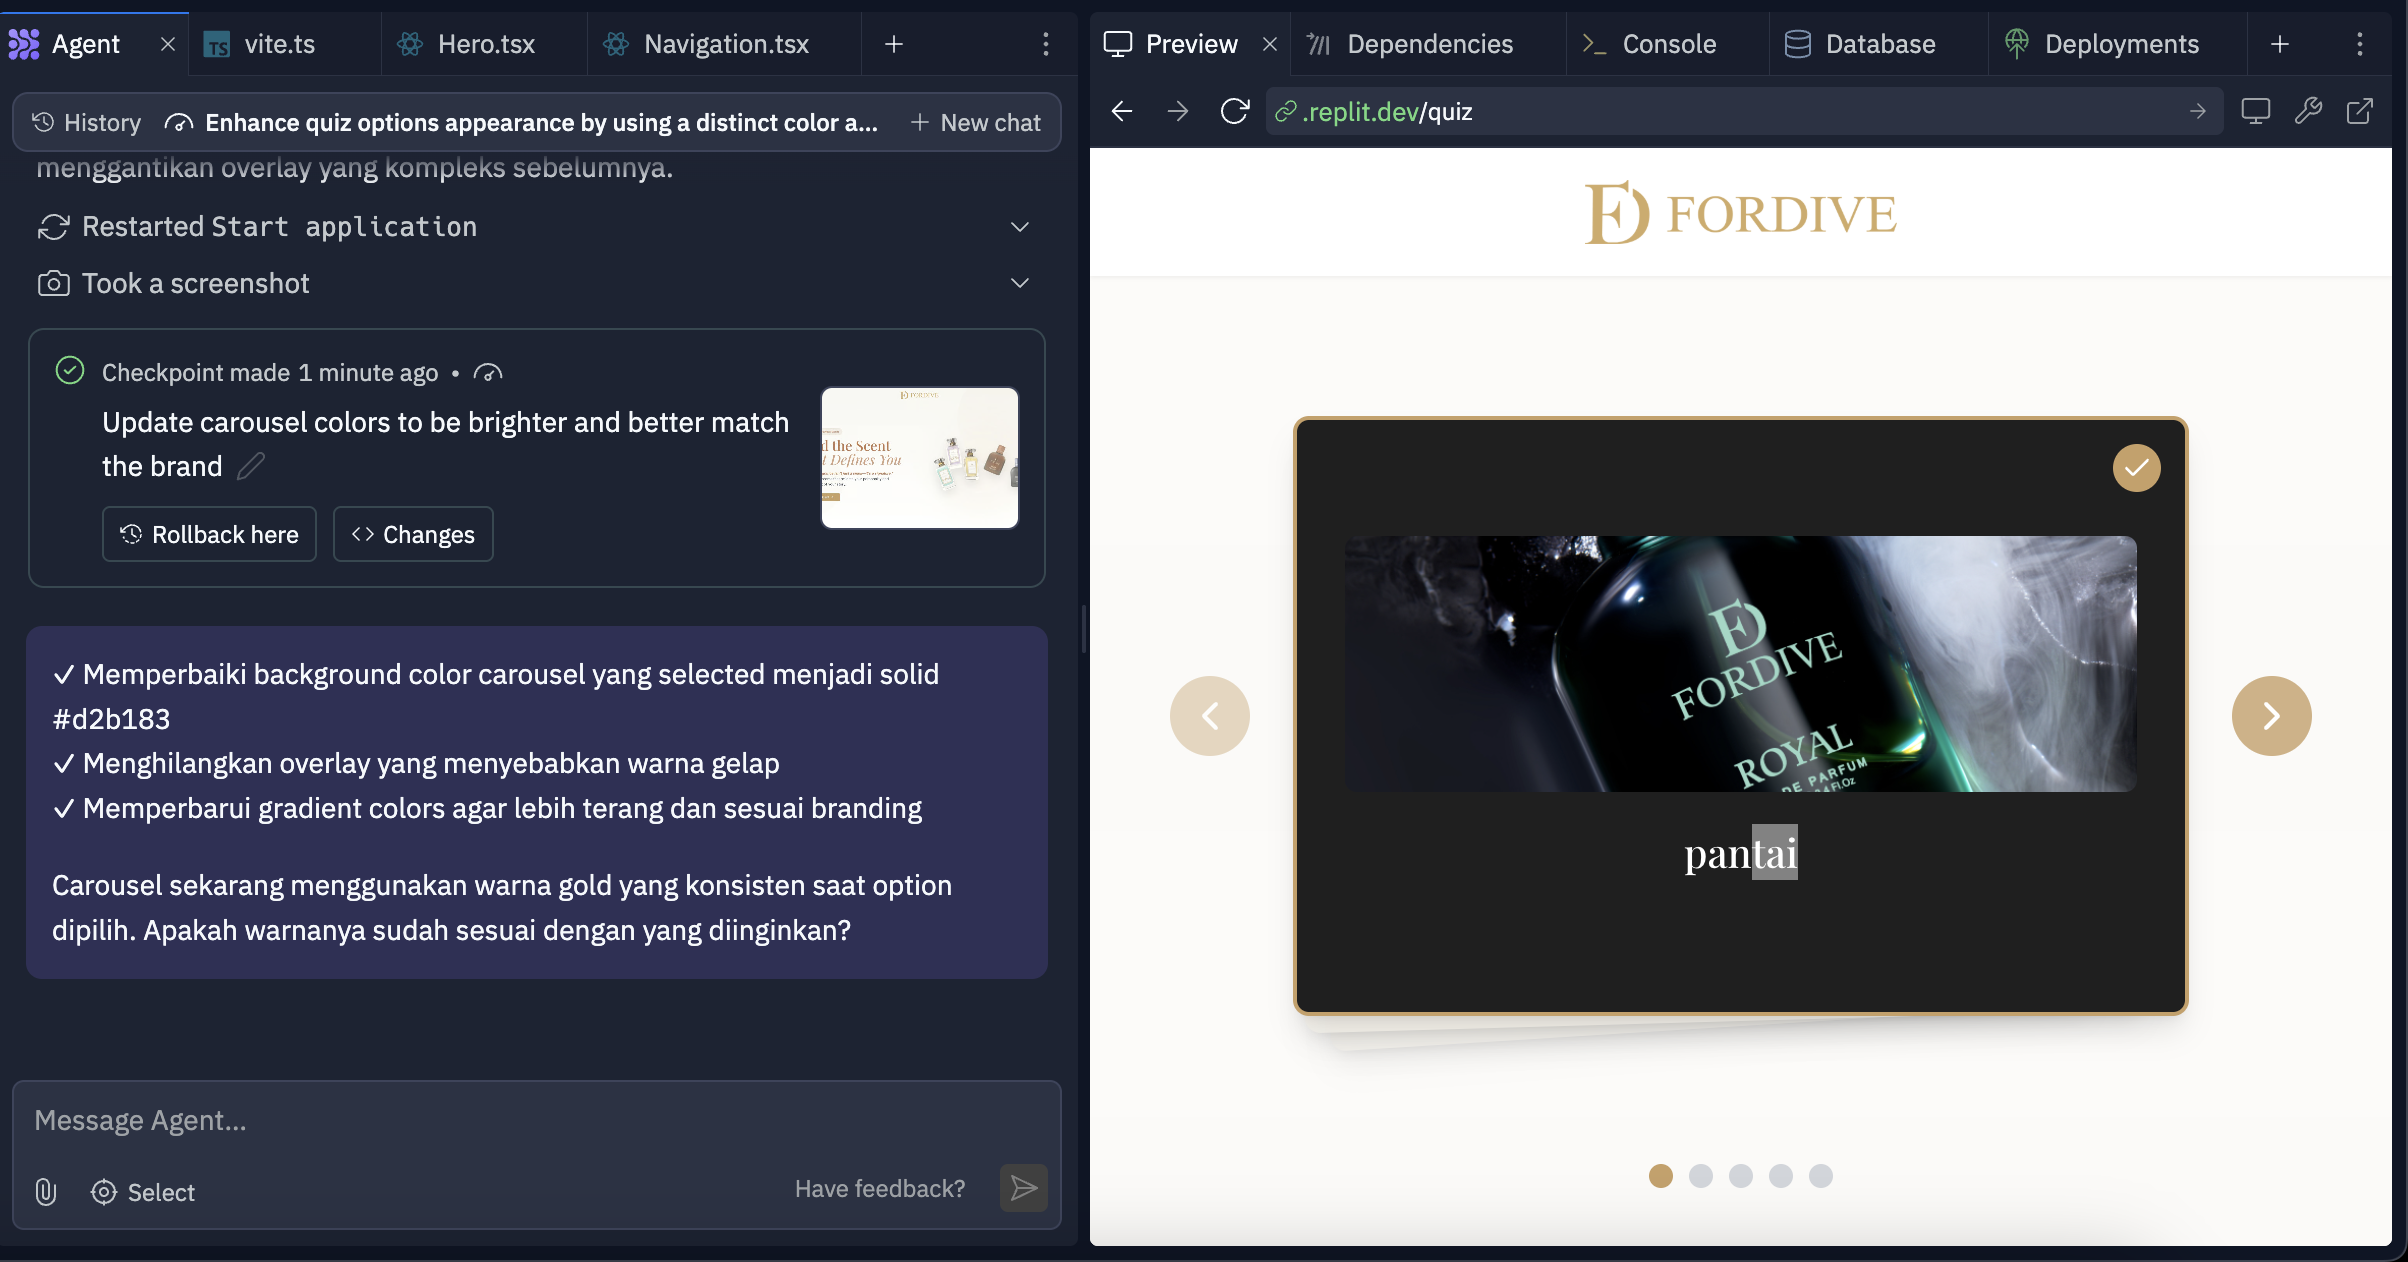 Agent
vite.ts
Hero.tsx
Navigation.tsx
History
Enhance quiz options appearance by using a distinct color a...
New chat
menggantikan overlay yang kompleks sebelumnya.
Restarted Start application
Took a screenshot
Checkpoint made 1 minute ago •
Update carousel colors to be brighter and better match
the brand
Rollback here
Changes
✓ Memperbaiki background color carousel yang selected menjadi solid
#d2b183
✓ Menghilangkan overlay yang menyebabkan warna gelap
✓ Memperbarui gradient colors agar lebih terang dan sesuai branding
Carousel sekarang menggunakan warna gold yang konsisten saat option
dipilih. Apakah warnanya sudah sesuai dengan yang diinginkan?
Message Agent...
Select
Have feedback?
Preview
Dependencies
Console
Database
Deployments
.replit.dev/quiz
FORDIVE
FORDIVE
ROYAL
DE PARFUM
FL.Oz
pantai